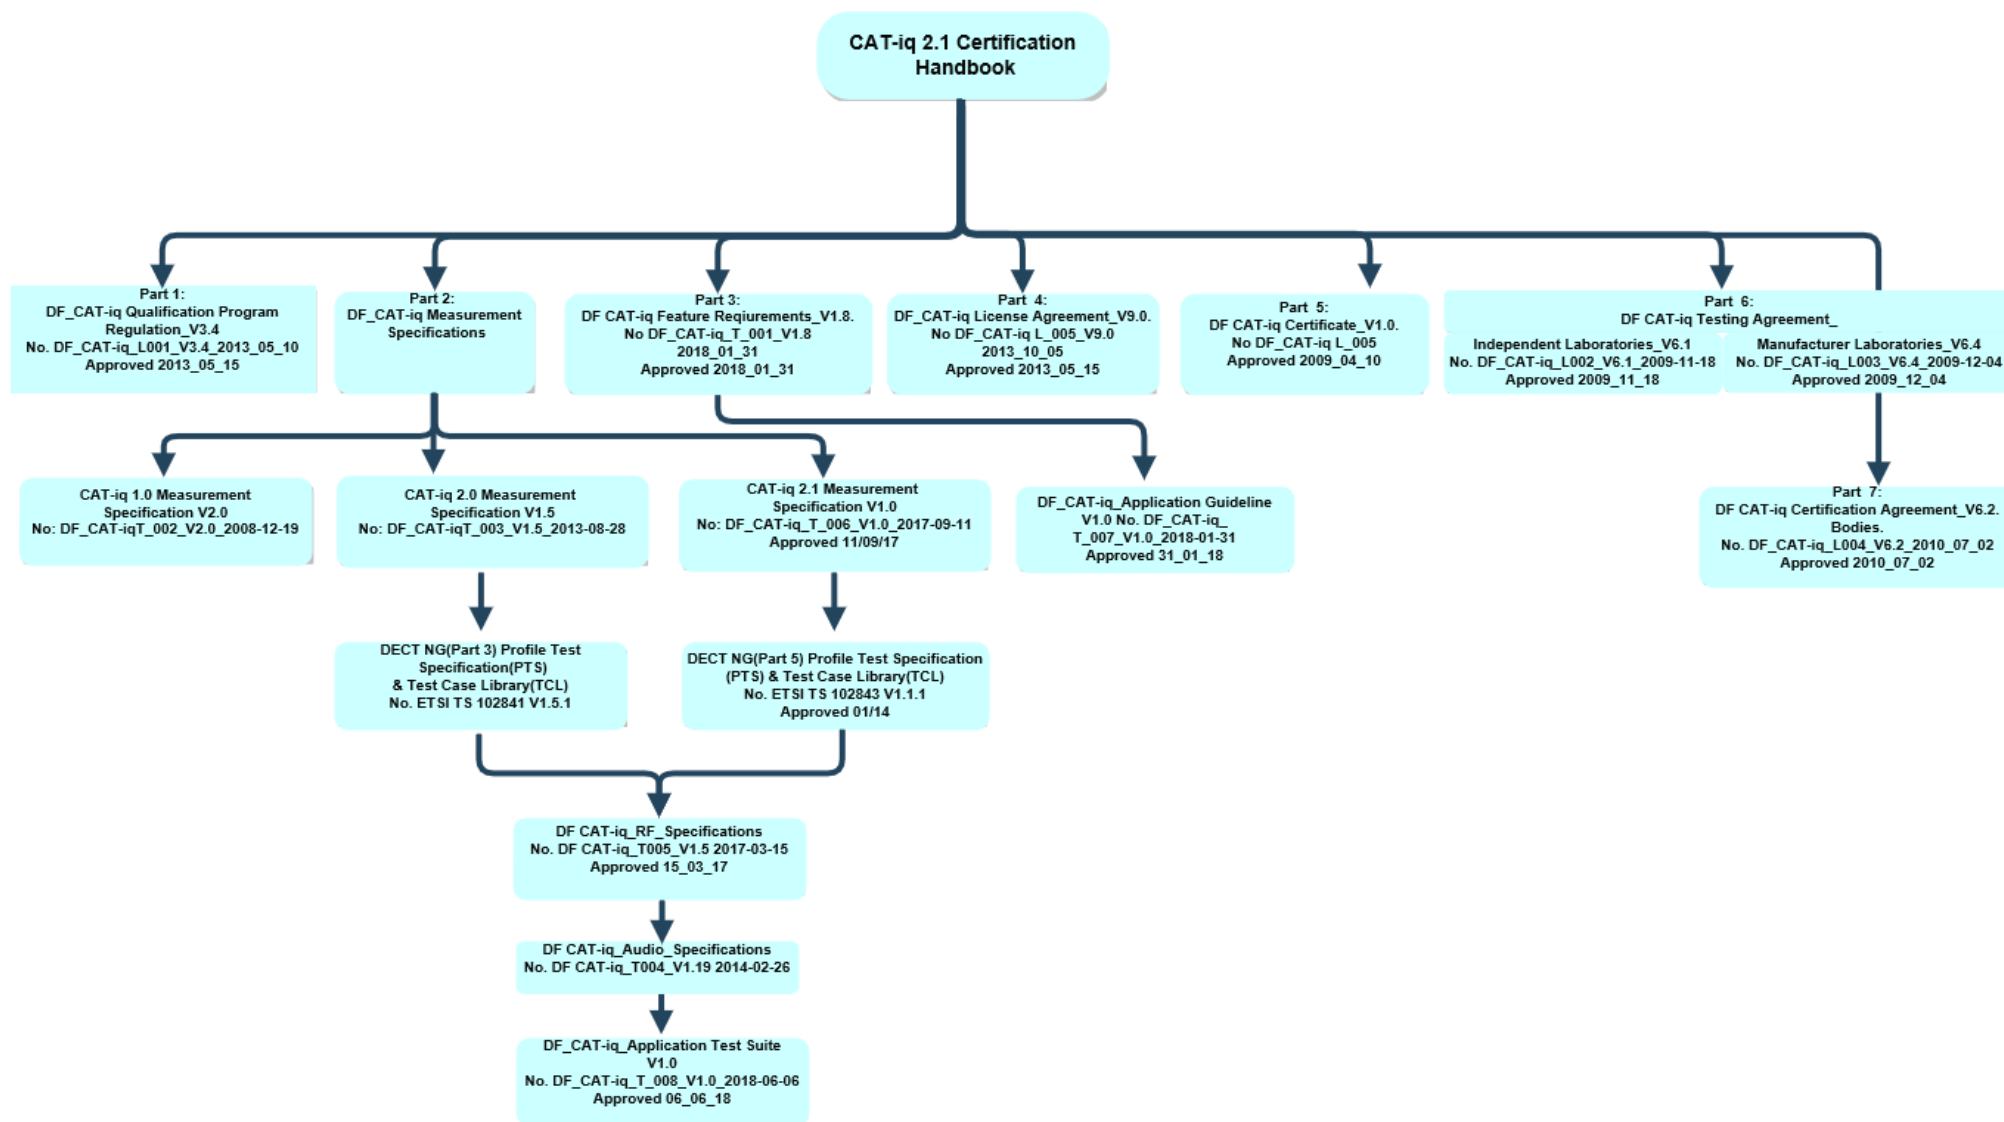 CAT-iq 2.1 Certification
Handbook
Part 1:
DF_CAT-iq Qualification Program
Regulation_V3.4
No. DF_CAT-iq_L001_V3.4_2013_05_10
Approved 2013_05_15
Part 2:
DF_CAT-iq Measurement
Specifications
Part 3:
DF CAT-iq Feature Reqiurements_V1.8.
No DF_CAT-iq_T_001_V1.8
2018_01_31
Approved 2018_01_31
Part 4:
DF_CAT-iq License Agreement_V9.0.
No DF_CAT-iq L_005_V9.0
2013_10_05
Approved 2013_05_15
Part 5:
DF CAT-iq Certificate_V1.0.
No DF_CAT-iq L_005
Approved 2009_04_10
Part 6:
DF CAT-iq Testing Agreement_
Independent Laboratories_V6.1
No. DF_CAT-iq_L002_V6.1_2009-11-18
Approved 2009_11_18
Manufacturer Laboratories_V6.4
No. DF_CAT-iq_L003_V6.4_2009-12-04
Approved 2009_12_04
CAT-iq 1.0 Measurement
Specification V2.0
No: DF_CAT-iqT_002_V2.0_2008-12-19
CAT-iq 2.0 Measurement
Specification V1.5
No: DF_CAT-iqT_003_V1.5_2013-08-28
CAT-iq 2.1 Measurement
Specification V1.0
No: DF_CAT-iq_T_006_V1.0_2017-09-11
Approved 11/09/17
DF_CAT-iq_Application Guideline
V1.0 No. DF_CAT-iq_
T_007_V1.0_2018-01-31
Approved 31_01_18
Part 7:
DF CAT-iq Certification Agreement_V6.2.
Bodies.
No. DF_CAT-iq_L004_V6.2_2010_07_02
Approved 2010_07_02
DECT NG(Part 3) Profile Test
Specification(PTS)
& Test Case Library(TCL)
No. ETSI TS 102841 V1.5.1
DECT NG(Part 5) Profile Test Specification
(PTS) & Test Case Library(TCL)
No. ETSI TS 102843 V1.1.1
Approved 01/14
DF CAT-iq_RF_Specifications
No. DF CAT-iq_T005_V1.5 2017-03-15
Approved 15_03_17
DF CAT-iq_Audio_Specifications
No. DF CAT-iq_T004_V1.19 2014-02-26
DF_CAT-iq_Application Test Suite
V1.0
No. DF_CAT-iq_T_008_V1.0_2018-06-06
Approved 06_06_18